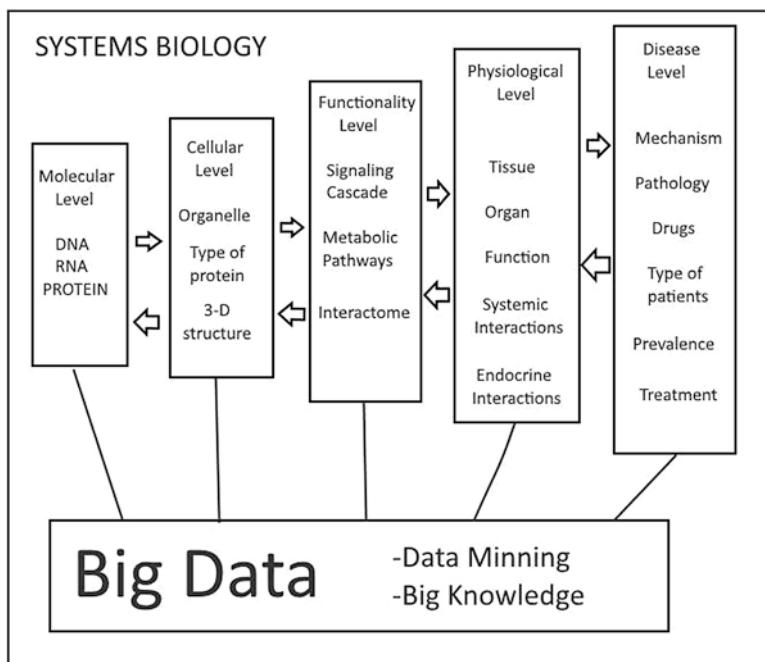 SYSTEMS BIOLOGY
Molecular
Level
DNA
RNA
PROTEIN
Cellular
Level
Organelle
Type of
protein
3-D
structure
Functionality
Level
Signaling
Cascade
Metabolic
Pathways
Interactome
Physiological
Level
Tissue
Organ
Function
Systemic
Interactions
Endocrine
Interactions
Disease
Level
Mechanism
Pathology
Drugs
Type of
patients
Prevalence
Treatment
Big Data
-Data Minning
-Big Knowledge